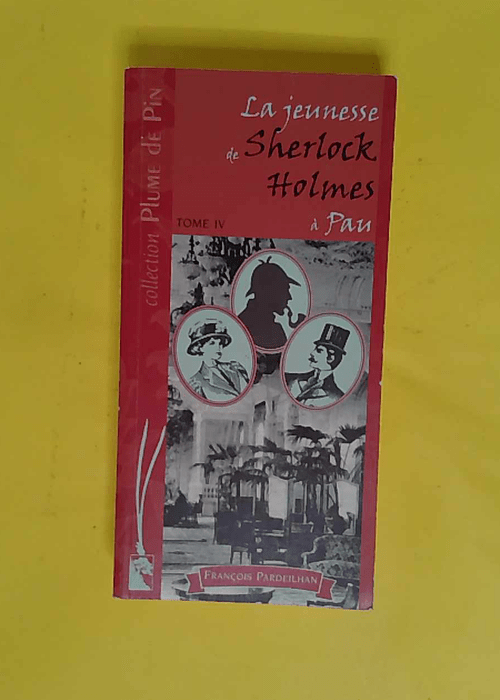 La jeunesse
de Sherlock
Holmes
à Pau
TOME IV
collection PLUME de PIN
FRANÇOIS PARDEILHAN